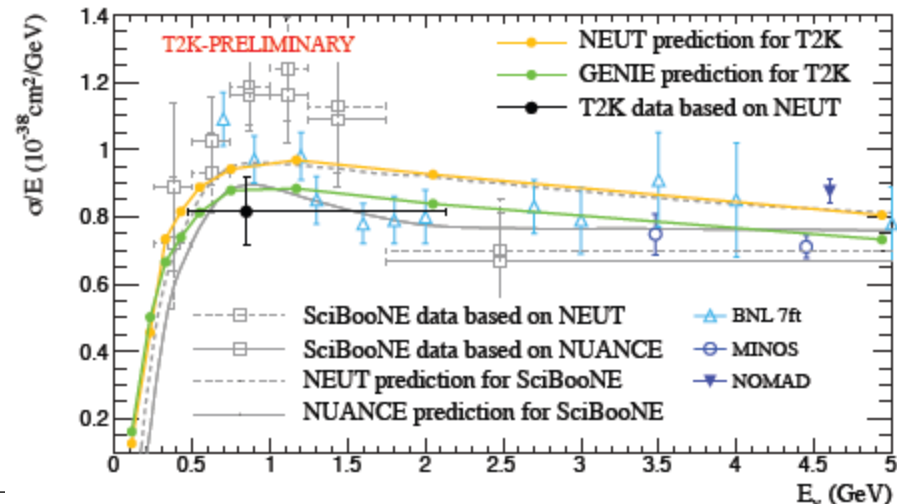 1.4
T2K-PRELIMINARY
NEUT prediction for T2K
GENIE prediction for T2K
T2K data based on NEUT
1.2
1
0.8
0.6
0.4
0.2
σ/E (10⁻³⁸cm²/GeV)
SciBooNE data based on NEUT
SciBooNE data based on NUANCE
NEUT prediction for SciBooNE
NUANCE prediction for SciBooNE
BNL 7ft
MINOS
NOMAD
0 0.5 1 1.5 2 2.5 3 3.5 4 4.5 5
Eᵥ (GeV)